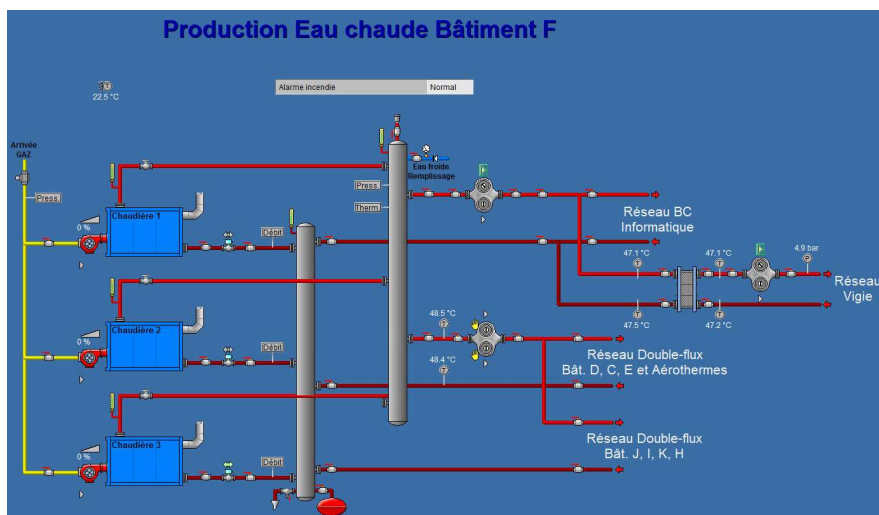 Production Eau chaude Bâtiment F
22.5 °C
Alarme incendie
Normal
Arrivée
GAZ
Press.
Eau froide
Remplissage
Press.
Therm
Chaudière 1
0 %
Débit
Réseau BC
Informatique
47.1 °C
47.1 °C
4.9 bar
Réseau
Vigie
47.5 °C
47.2 °C
Chaudière 2
0 %
Débit
48.5 °C
48.4 °C
Réseau Double-flux
Bât. D, C, E et Aérothermes
Chaudière 3
0 %
Débit
Réseau Double-flux
Bât. J, I, K, H